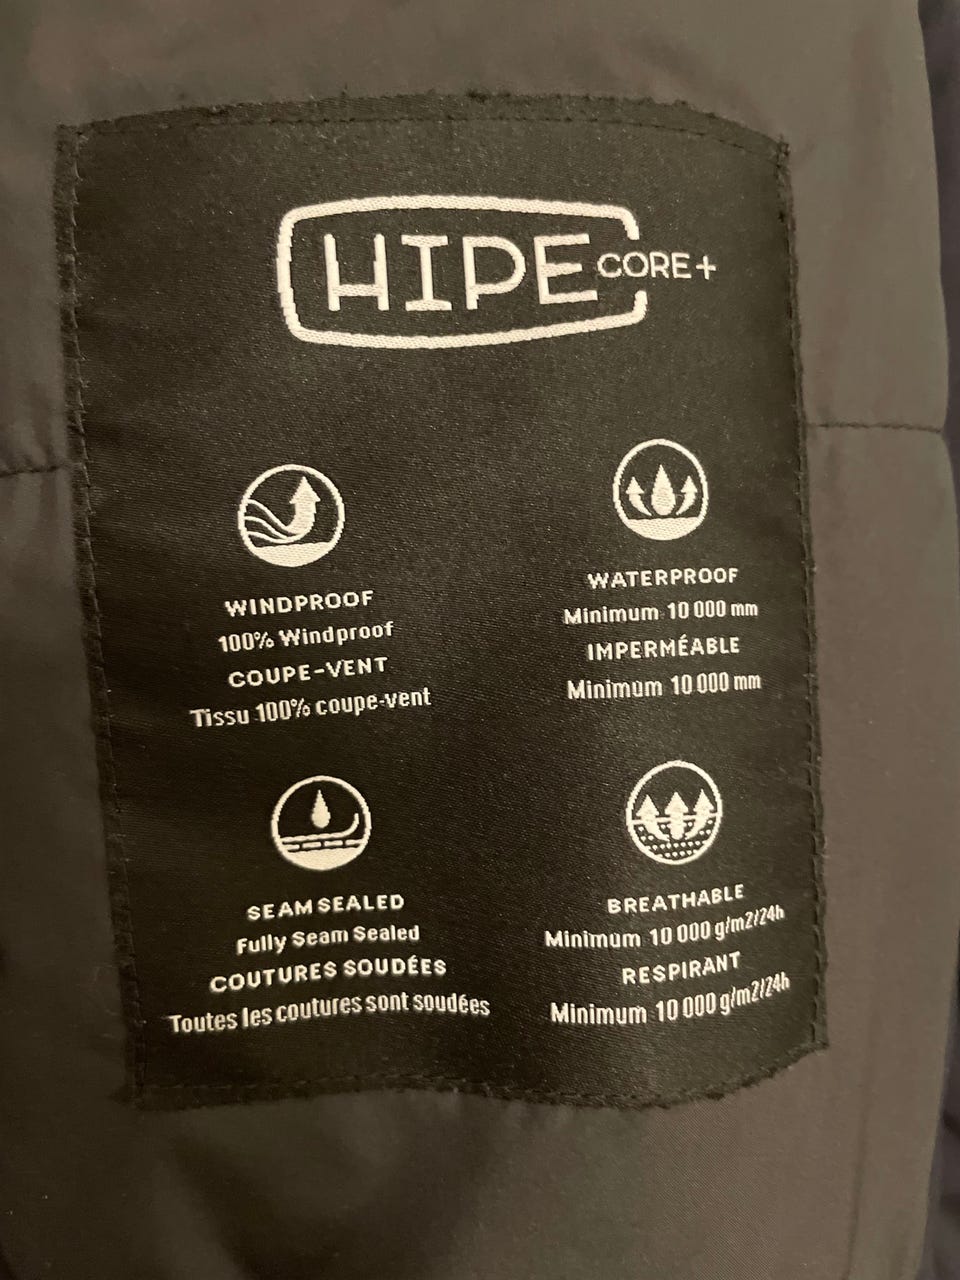 HIPE CORE+
WINDPROOF
100% Windproof
COUPE-VENT
Tissu 100% coupe-vent
WATERPROOF
Minimum 10 000 mm
IMPERMÉABLE
Minimum 10 000 mm
SEAM SEALED
Fully Seam Sealed
COUTURES SOUDÉES
Toutes les coutures sont soudées
BREATHABLE
Minimum 10 000 g/m2/24h
RESPIRANT
Minimum 10 000 g/m2/24h